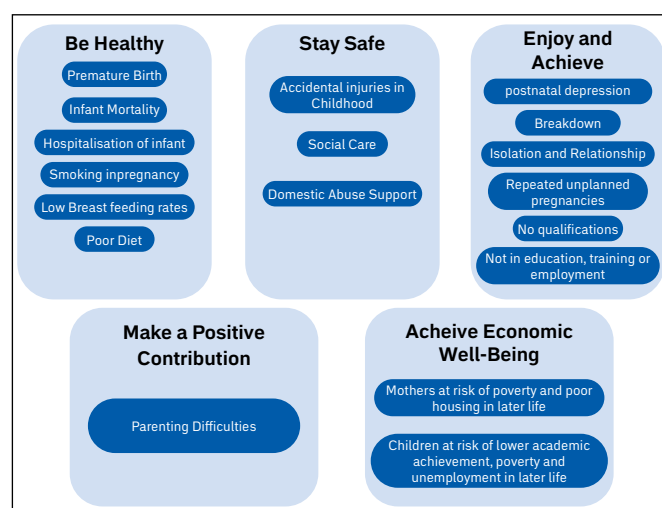 Be Healthy
Premature Birth
Infant Mortality
Hospitalisation of infant
Smoking inpregnancy
Low Breast feeding rates
Poor Diet
Stay Safe
Accidental injuries in
Childhood
Social Care
Domestic Abuse Support
Enjoy and
Achieve
postnatal depression
Breakdown
Isolation and Relationship
Repeated unplanned
pregnancies
No qualifications
Not in education, training or
employment
Make a Positive
Contribution
Parenting Difficulties
Acheive Economic
Well-Being
Mothers at risk of poverty and poor
housing in later life
Children at risk of lower academic
achievement, poverty and
unemployment in later life